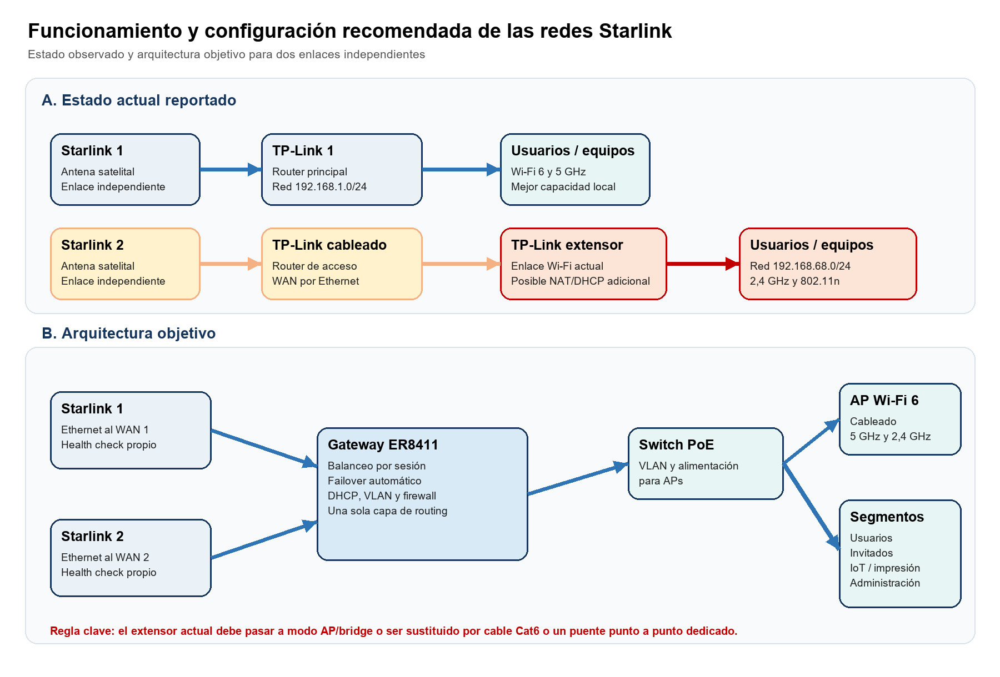 Funcionamiento y configuración recomendada de las redes Starlink
Estado observado y arquitectura objetivo para dos enlaces independientes
A. Estado actual reportado
Starlink 1
Antena satelital
Enlace independiente
TP-Link 1
Router principal
Red 192.168.1.0/24
Usuarios / equipos
Wi-Fi 6 y 5 GHz
Mejor capacidad local
Starlink 2
Antena satelital
Enlace independiente
TP-Link cableado
Router de acceso
WAN por Ethernet
TP-Link extensor
Enlace Wi-Fi actual
Posible NAT/DHCP adicional
Usuarios / equipos
Red 192.168.68.0/24
2,4 GHz y 802.11n
B. Arquitectura objetivo
Starlink 1
Ethernet al WAN 1
Health check propio
Starlink 2
Ethernet al WAN 2
Health check propio
Gateway ER8411
Balanceo por sesión
Failover automático
DHCP, VLAN y firewall
Una sola capa de routing
Switch PoE
VLAN y alimentación
para APs
AP Wi-Fi 6
Cableado
5 GHz y 2,4 GHz
Segmentos
Usuarios
Invitados
IoT / impresión
Administración
Regla clave: el extensor actual debe pasar a modo AP/bridge o ser sustituido por cable Cat6 o un puente punto a punto dedicado.